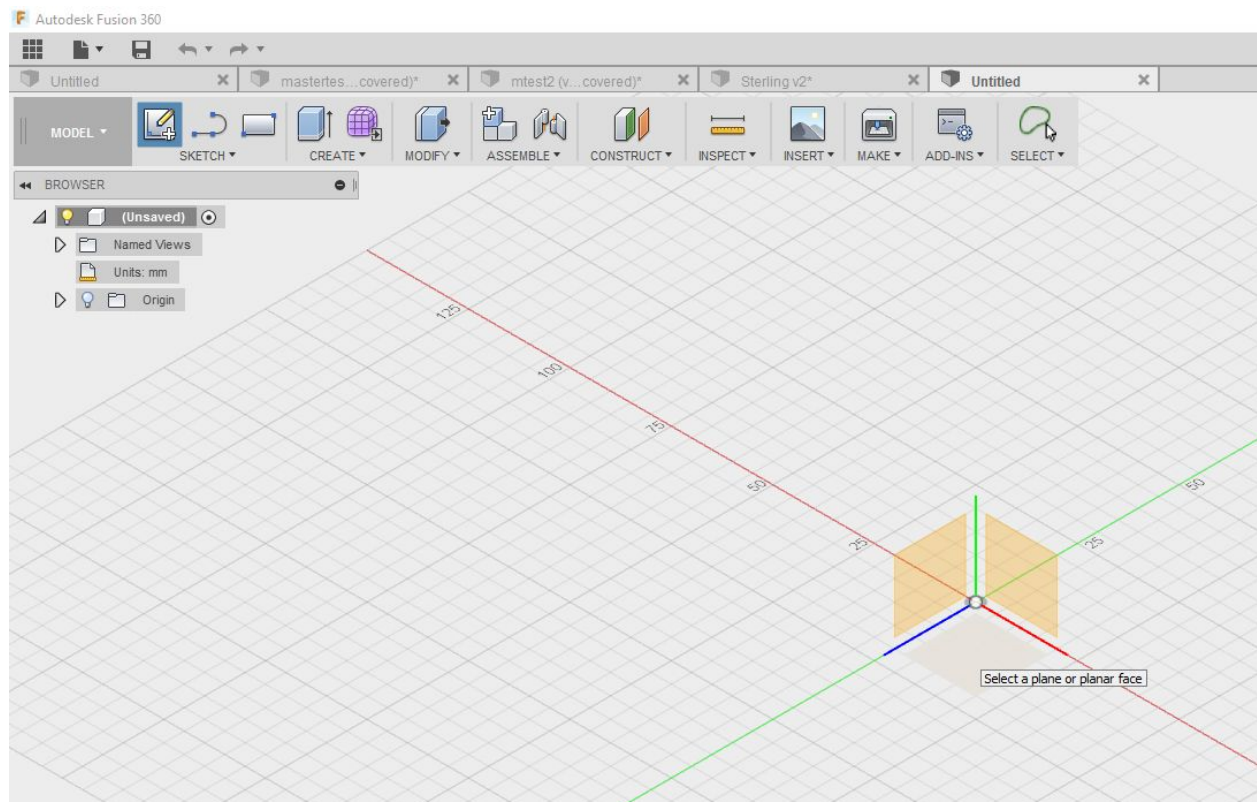 Autodesk Fusion 360
Untitled mastertes...covered)* mtest2 (v...covered)* Sterling v2* Untitled
MODEL
SKETCH CREATE MODIFY ASSEMBLE CONSTRUCT INSPECT INSERT MAKE ADD-INS SELECT
BROWSER
(Unsaved)
Named Views
Units: mm
Origin
125
100
75
50
50
25
25
Select a plane or planar face